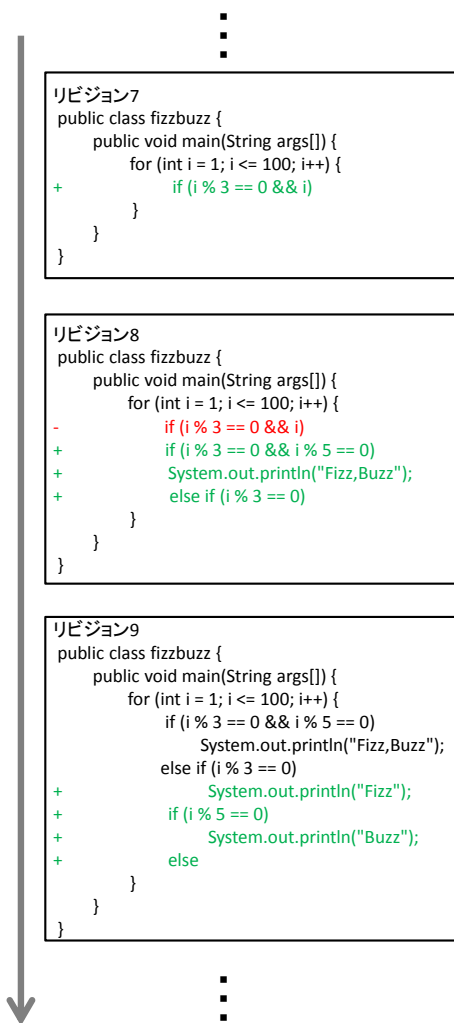 リビジョン7
public class fizzbuzz {
public void main(String args[]) {
for (int i = 1; i <= 100; i++) {
+ if (i % 3 == 0 && i)
}
}
}
リビジョン8
public class fizzbuzz {
public void main(String args[]) {
for (int i = 1; i <= 100; i++) {
- if (i % 3 == 0 && i)
+ if (i % 3 == 0 && i % 5 == 0)
+ System.out.println("Fizz,Buzz");
+ else if (i % 3 == 0)
}
}
}
リビジョン9
public class fizzbuzz {
public void main(String args[]) {
for (int i = 1; i <= 100; i++) {
if (i % 3 == 0 && i % 5 == 0)
System.out.println("Fizz,Buzz");
else if (i % 3 == 0)
+ System.out.println("Fizz");
+ if (i % 5 == 0)
+ System.out.println("Buzz");
+ else
}
}
}